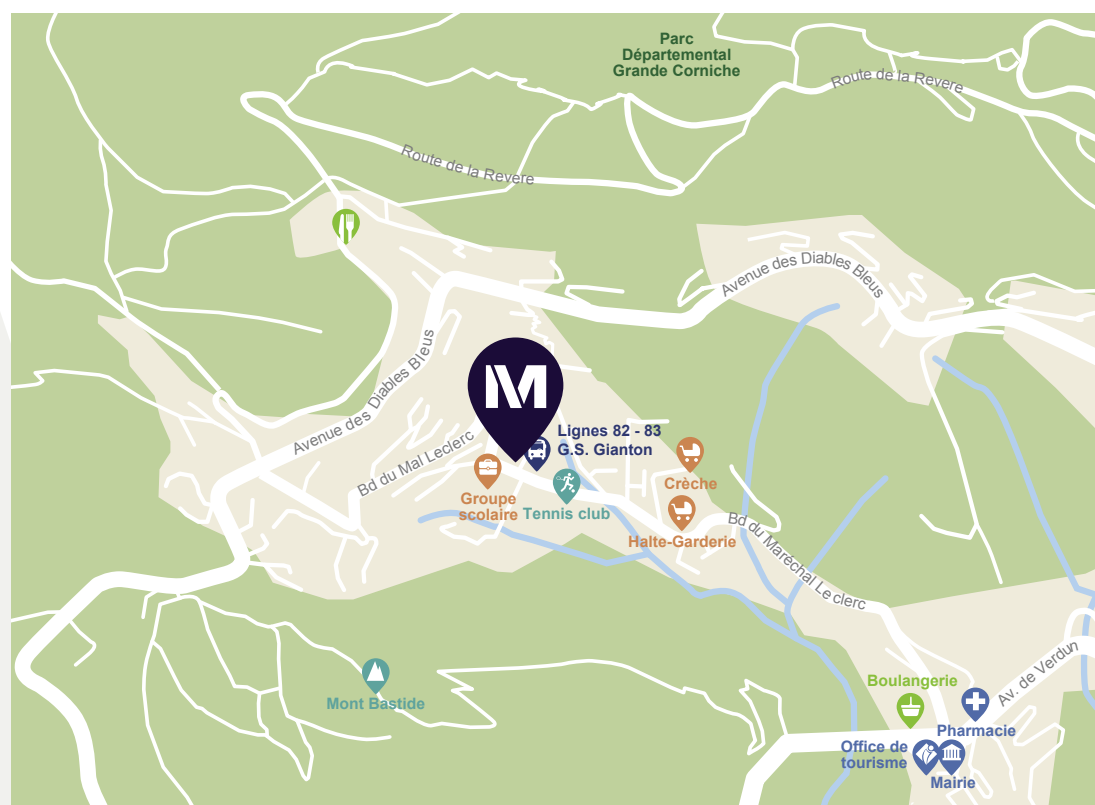 Parc
Départemental
Grande Corniche
Route de la Revere
Route de la Revere
Avenue des Diables Bleus
Avenue des Diables Bleus
M
Bd du Mal Leclerc
Lignes 82 - 83
G.S. Gianton
Groupe
scolaire
Tennis club
Crèche
Halte-Garderie
Bd du Maréchal Leclerc
Mont Bastide
Av. de Verdun
Boulangerie
Pharmacie
Office de
tourisme
Mairie